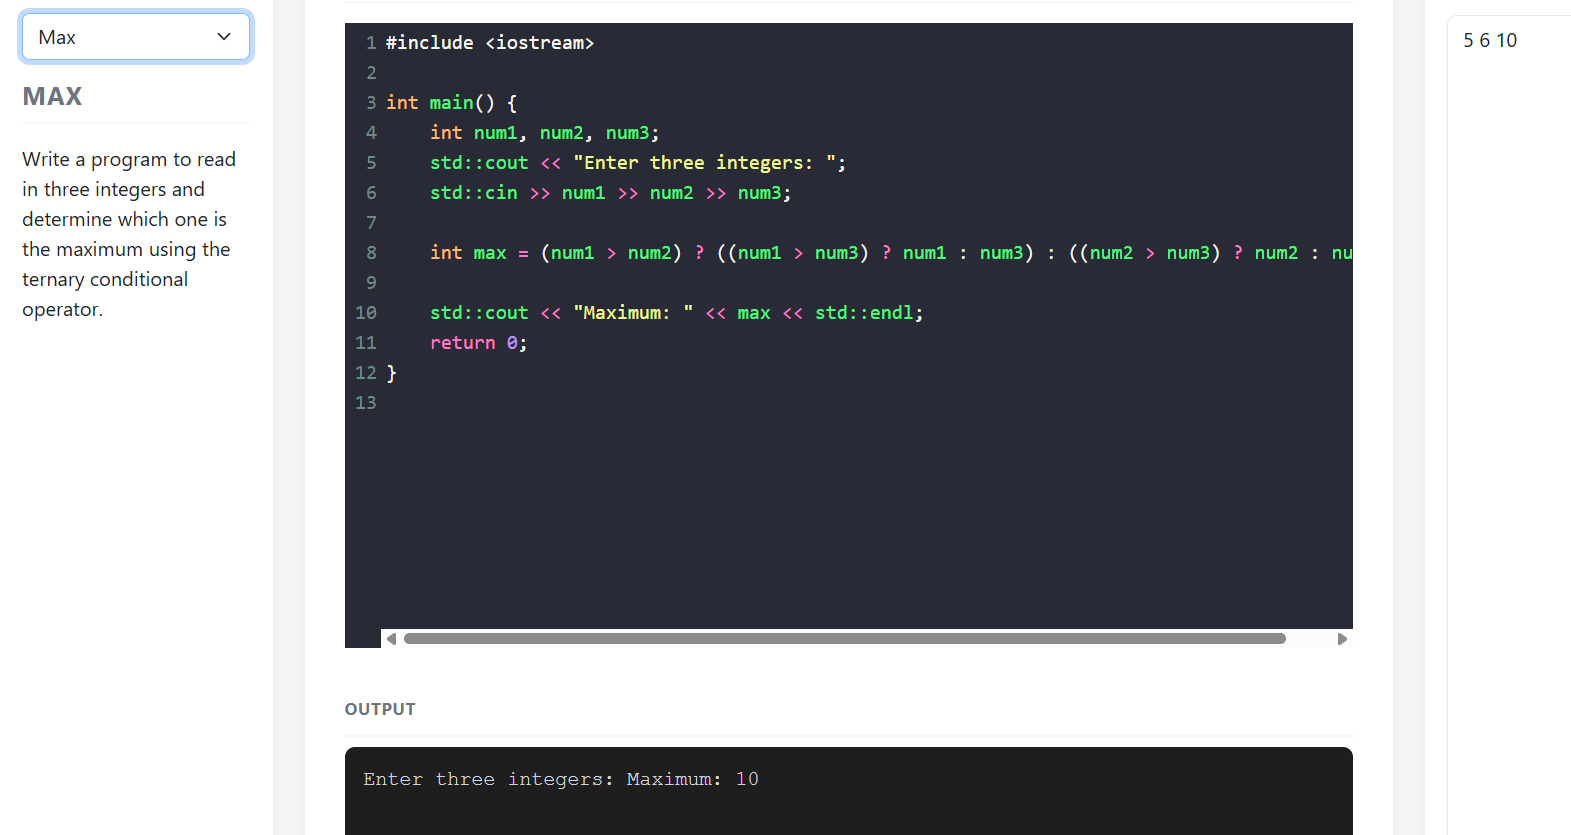 Max
MAX
Write a program to read
in three integers and
determine which one is
the maximum using the
ternary conditional
operator.
1 #include <iostream>
2
3 int main() {
4     int num1, num2, num3;
5     std::cout << "Enter three integers: ";
6     std::cin >> num1 >> num2 >> num3;
7
8     int max = (num1 > num2) ? ((num1 > num3) ? num1 : num3) : ((num2 > num3) ? num2 : nu
9
10     std::cout << "Maximum: " << max << std::endl;
11     return 0;
12 }
13
OUTPUT
Enter three integers: Maximum: 10
5 6 10